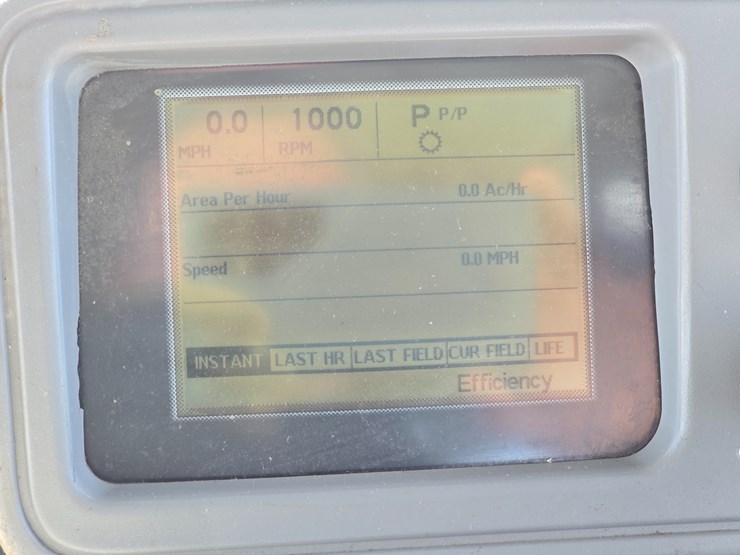 0.0 1000 P P/P
MPH RPM
Area Per Hour 0.0 Ac/Hr
Speed 0.0 MPH
INSTANT LAST HR LAST FIELD CUR FIELD LIFE
Efficiency